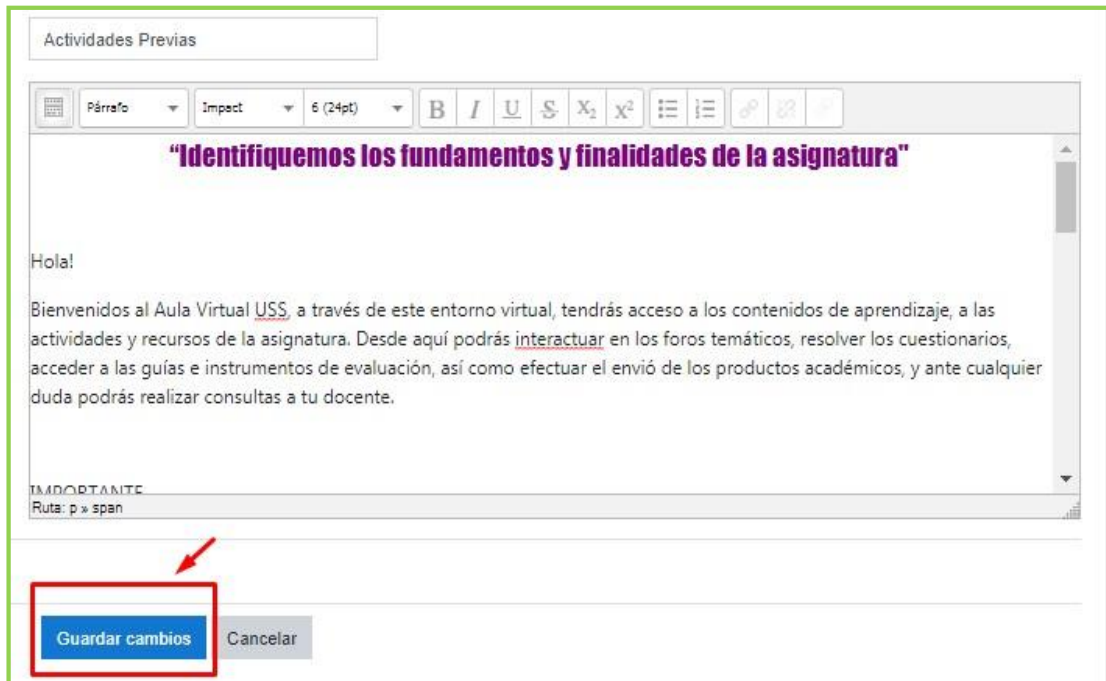 Actividades Previas
Párrafo Impact 6 (24pt) B I U S X₂ X²
“Identifiquemos los fundamentos y finalidades de la asignatura"
Hola!
Bienvenidos al Aula Virtual USS, a través de este entorno virtual, tendrás acceso a los contenidos de aprendizaje, a las
actividades y recursos de la asignatura. Desde aquí podrás interactuar en los foros temáticos, resolver los cuestionarios,
acceder a las guías e instrumentos de evaluación, así como efectuar el envió de los productos académicos, y ante cualquier
duda podrás realizar consultas a tu docente.
IMPORTANTE
Ruta: p » span
Guardar cambios Cancelar